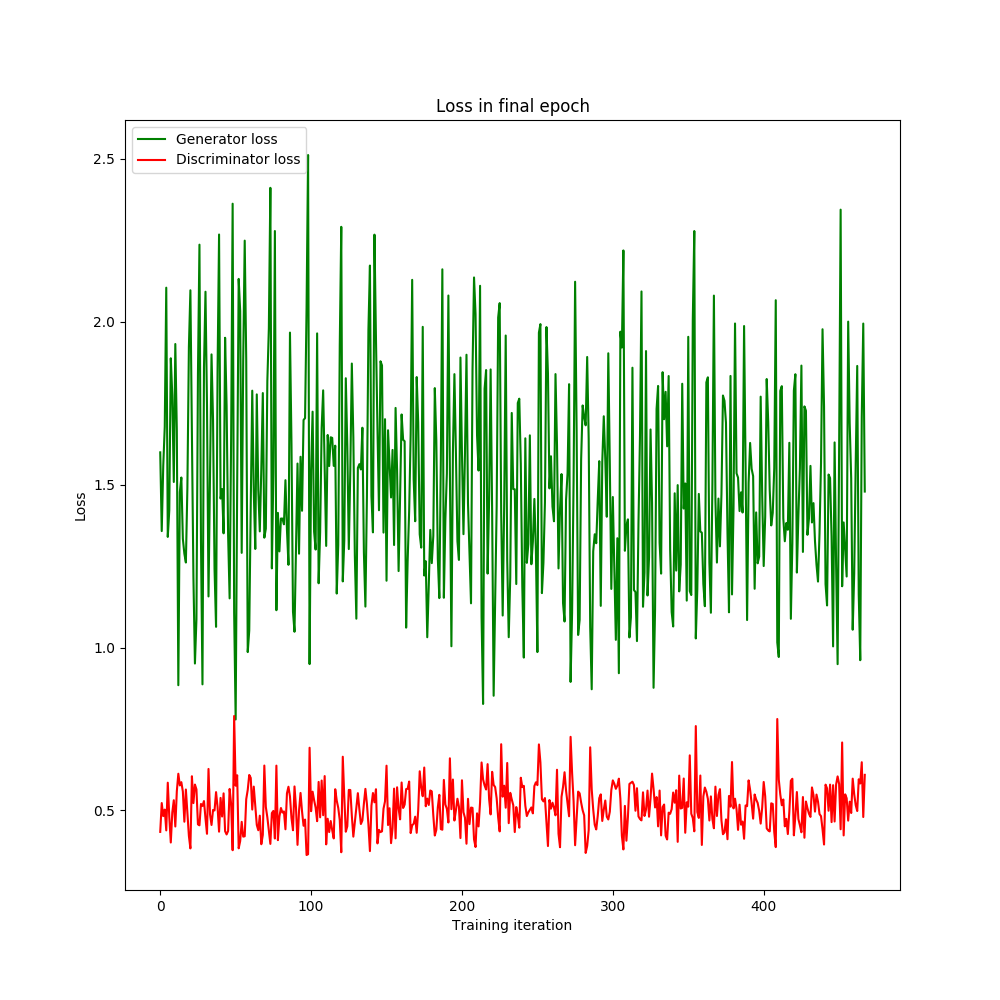 Loss in final epoch
Generator loss
Discriminator loss
2.5
2.0
1.5
1.0
0.5
Loss
0 100 200 300 400
Training iteration